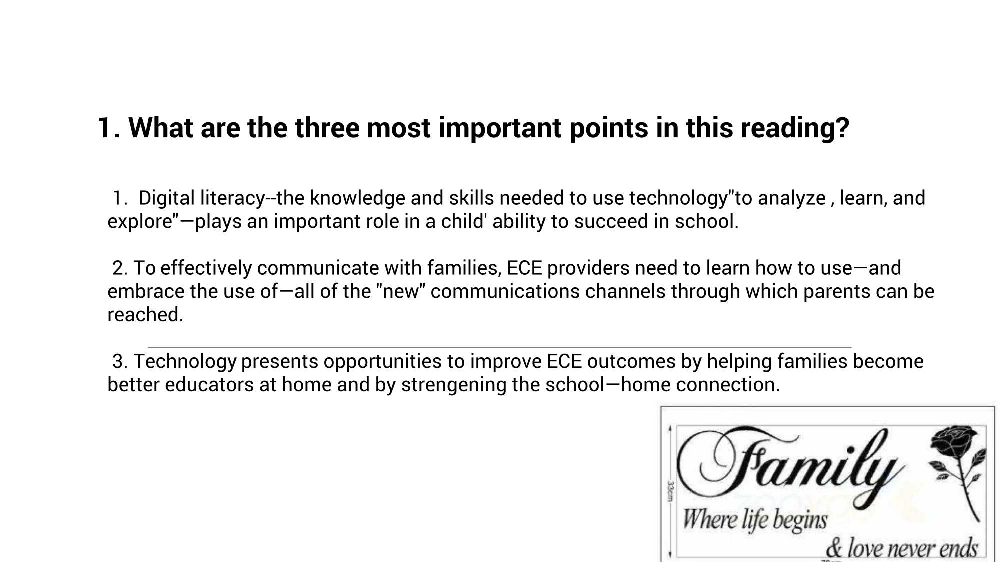 1. What are the three most important points in this reading?
1. Digital literacy--the knowledge and skills needed to use technology"to analyze , learn, and
explore"—plays an important role in a child' ability to succeed in school.
2. To effectively communicate with families, ECE providers need to learn how to use—and
embrace the use of—all of the "new" communications channels through which parents can be
reached.
3. Technology presents opportunities to improve ECE outcomes by helping families become
better educators at home and by strengening the school—home connection.
Family
33cm
Where life begins
& love never ends